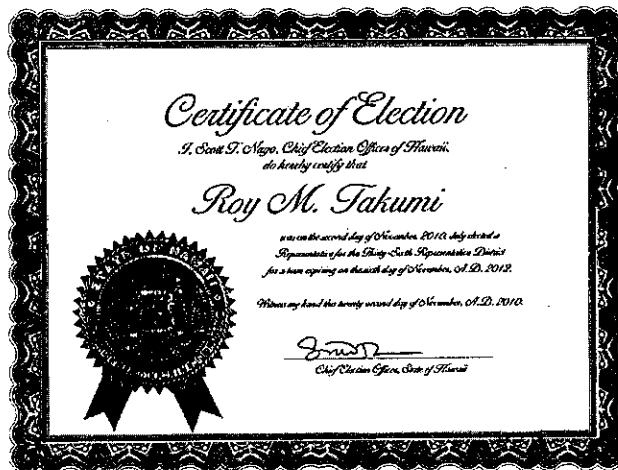 Certificate of Election
I, Scott T. Nago, Chief Election Officer of Hawaii,
do hereby certify that
Roy M. Takumi
was on the second day of November, 2010, duly elected a
Representative for the Thirty-Sixth Representative District
for a term expiring on the sixth day of November, A.D. 2012.
Witness my hand this twenty second day of November, A.D. 2010.
Chief Election Officer, State of Hawaii